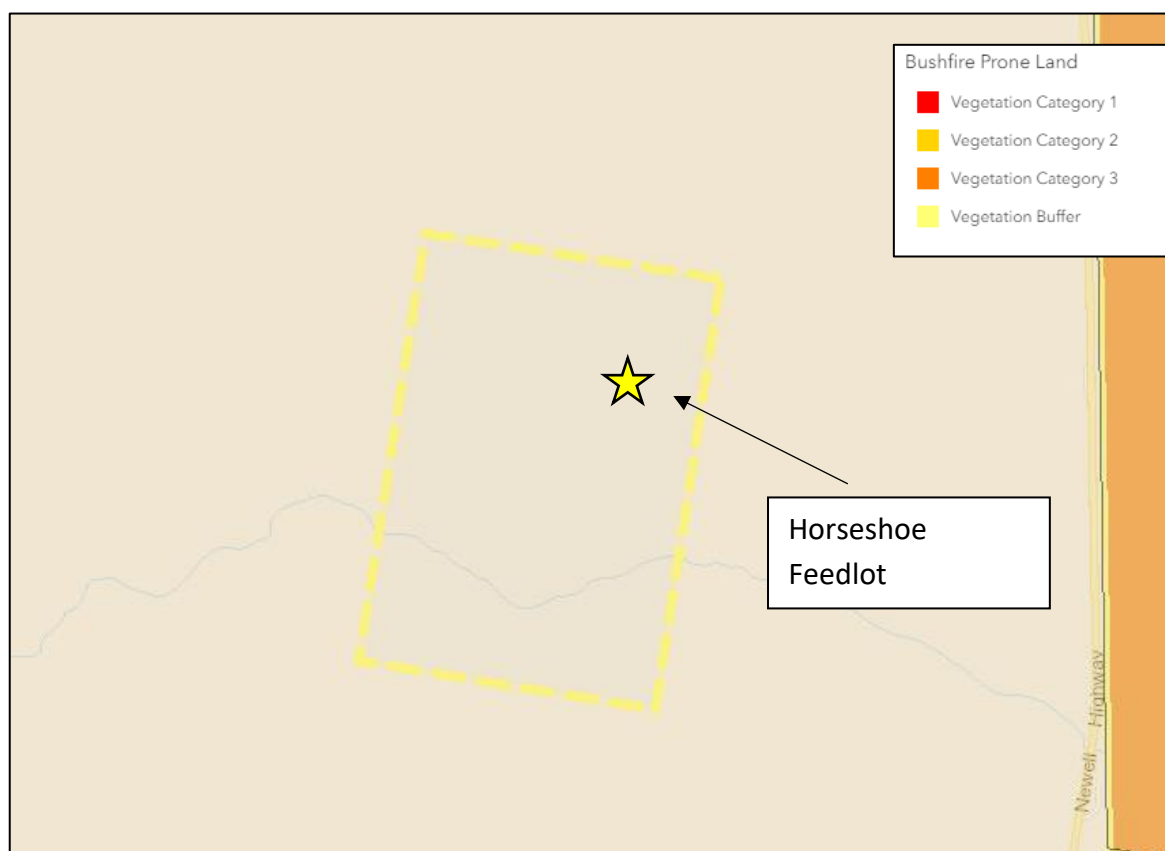 Bushfire Prone Land
Vegetation Category 1
Vegetation Category 2
Vegetation Category 3
Vegetation Buffer
Horseshoe
Feedlot
Newell Highway